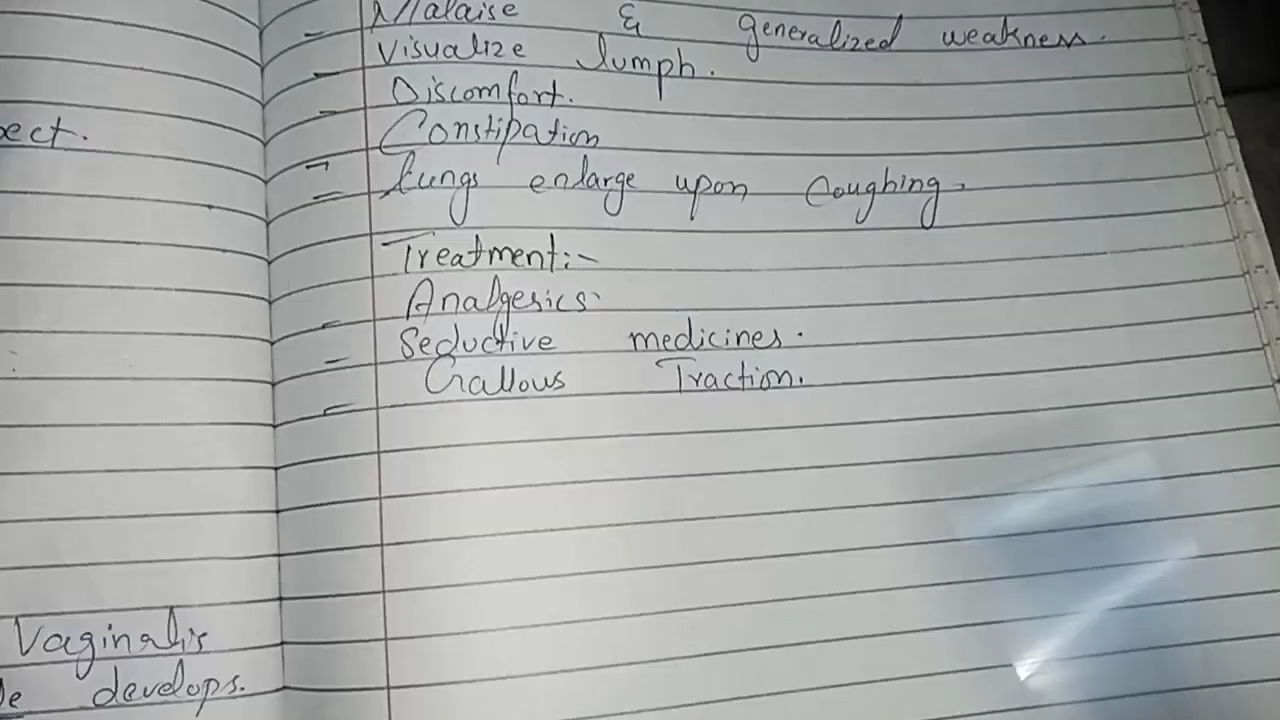 ect.
Vaginalis
develops.
Malaise & generalized weakness.
Visualize lumph.
Discomfort.
Constipation
Lungs enlarge upon Coughing.
Treatment:-
Analgesics.
Seductive medicines.
Gallous Traction.